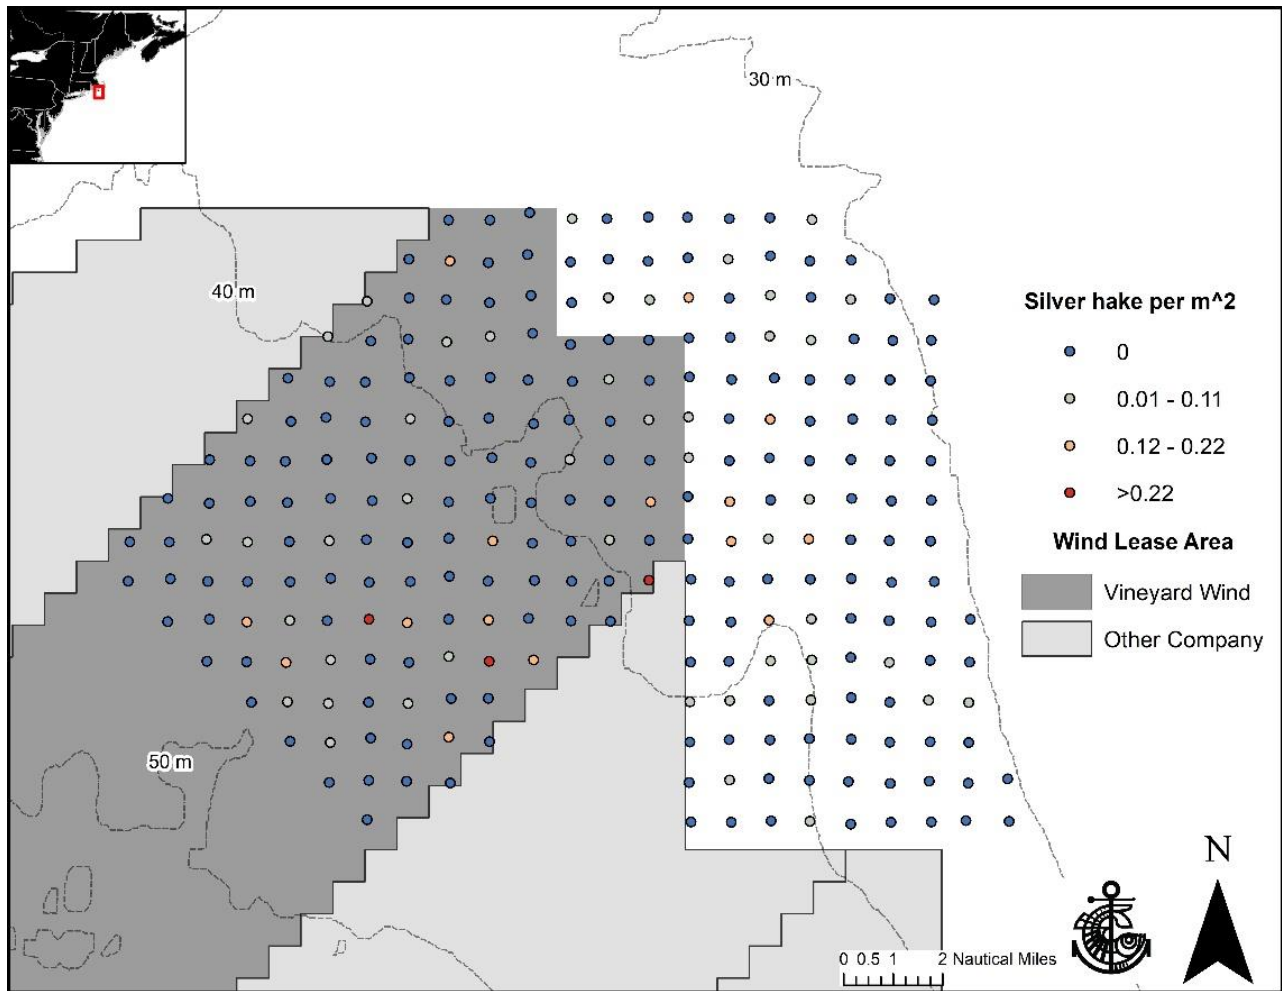 30 m
40 m
Silver hake per m^2
0
0.01 - 0.11
0.12 - 0.22
>0.22
Wind Lease Area
Vineyard Wind
Other Company
50 m
N
0 0.5 1 2 Nautical Miles